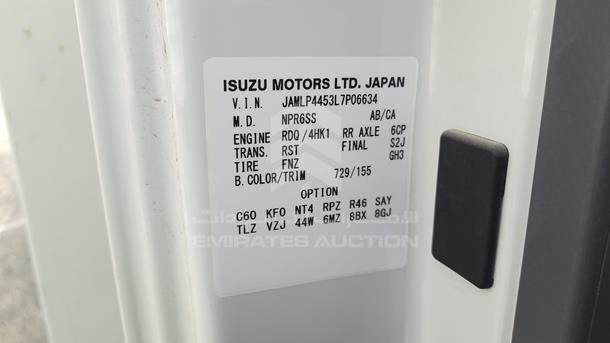 ISUZU MOTORS LTD. JAPAN
V.I.N. JAMLP4453L7P06634
M.D. NPR6SS AB/CA
ENGINE RDQ/4HK1 RR AXLE 6CP
TRANS. RST FINAL S2J
TIRE FNZ GH3
B.COLOR/TRIM 729/155
OPTION
C60 KFO NT4 RPZ R46 SAY
TLZ VZJ 44W 6MZ 8BX 8GJ
الإمارات للمزادات
EMIRATES AUCTION